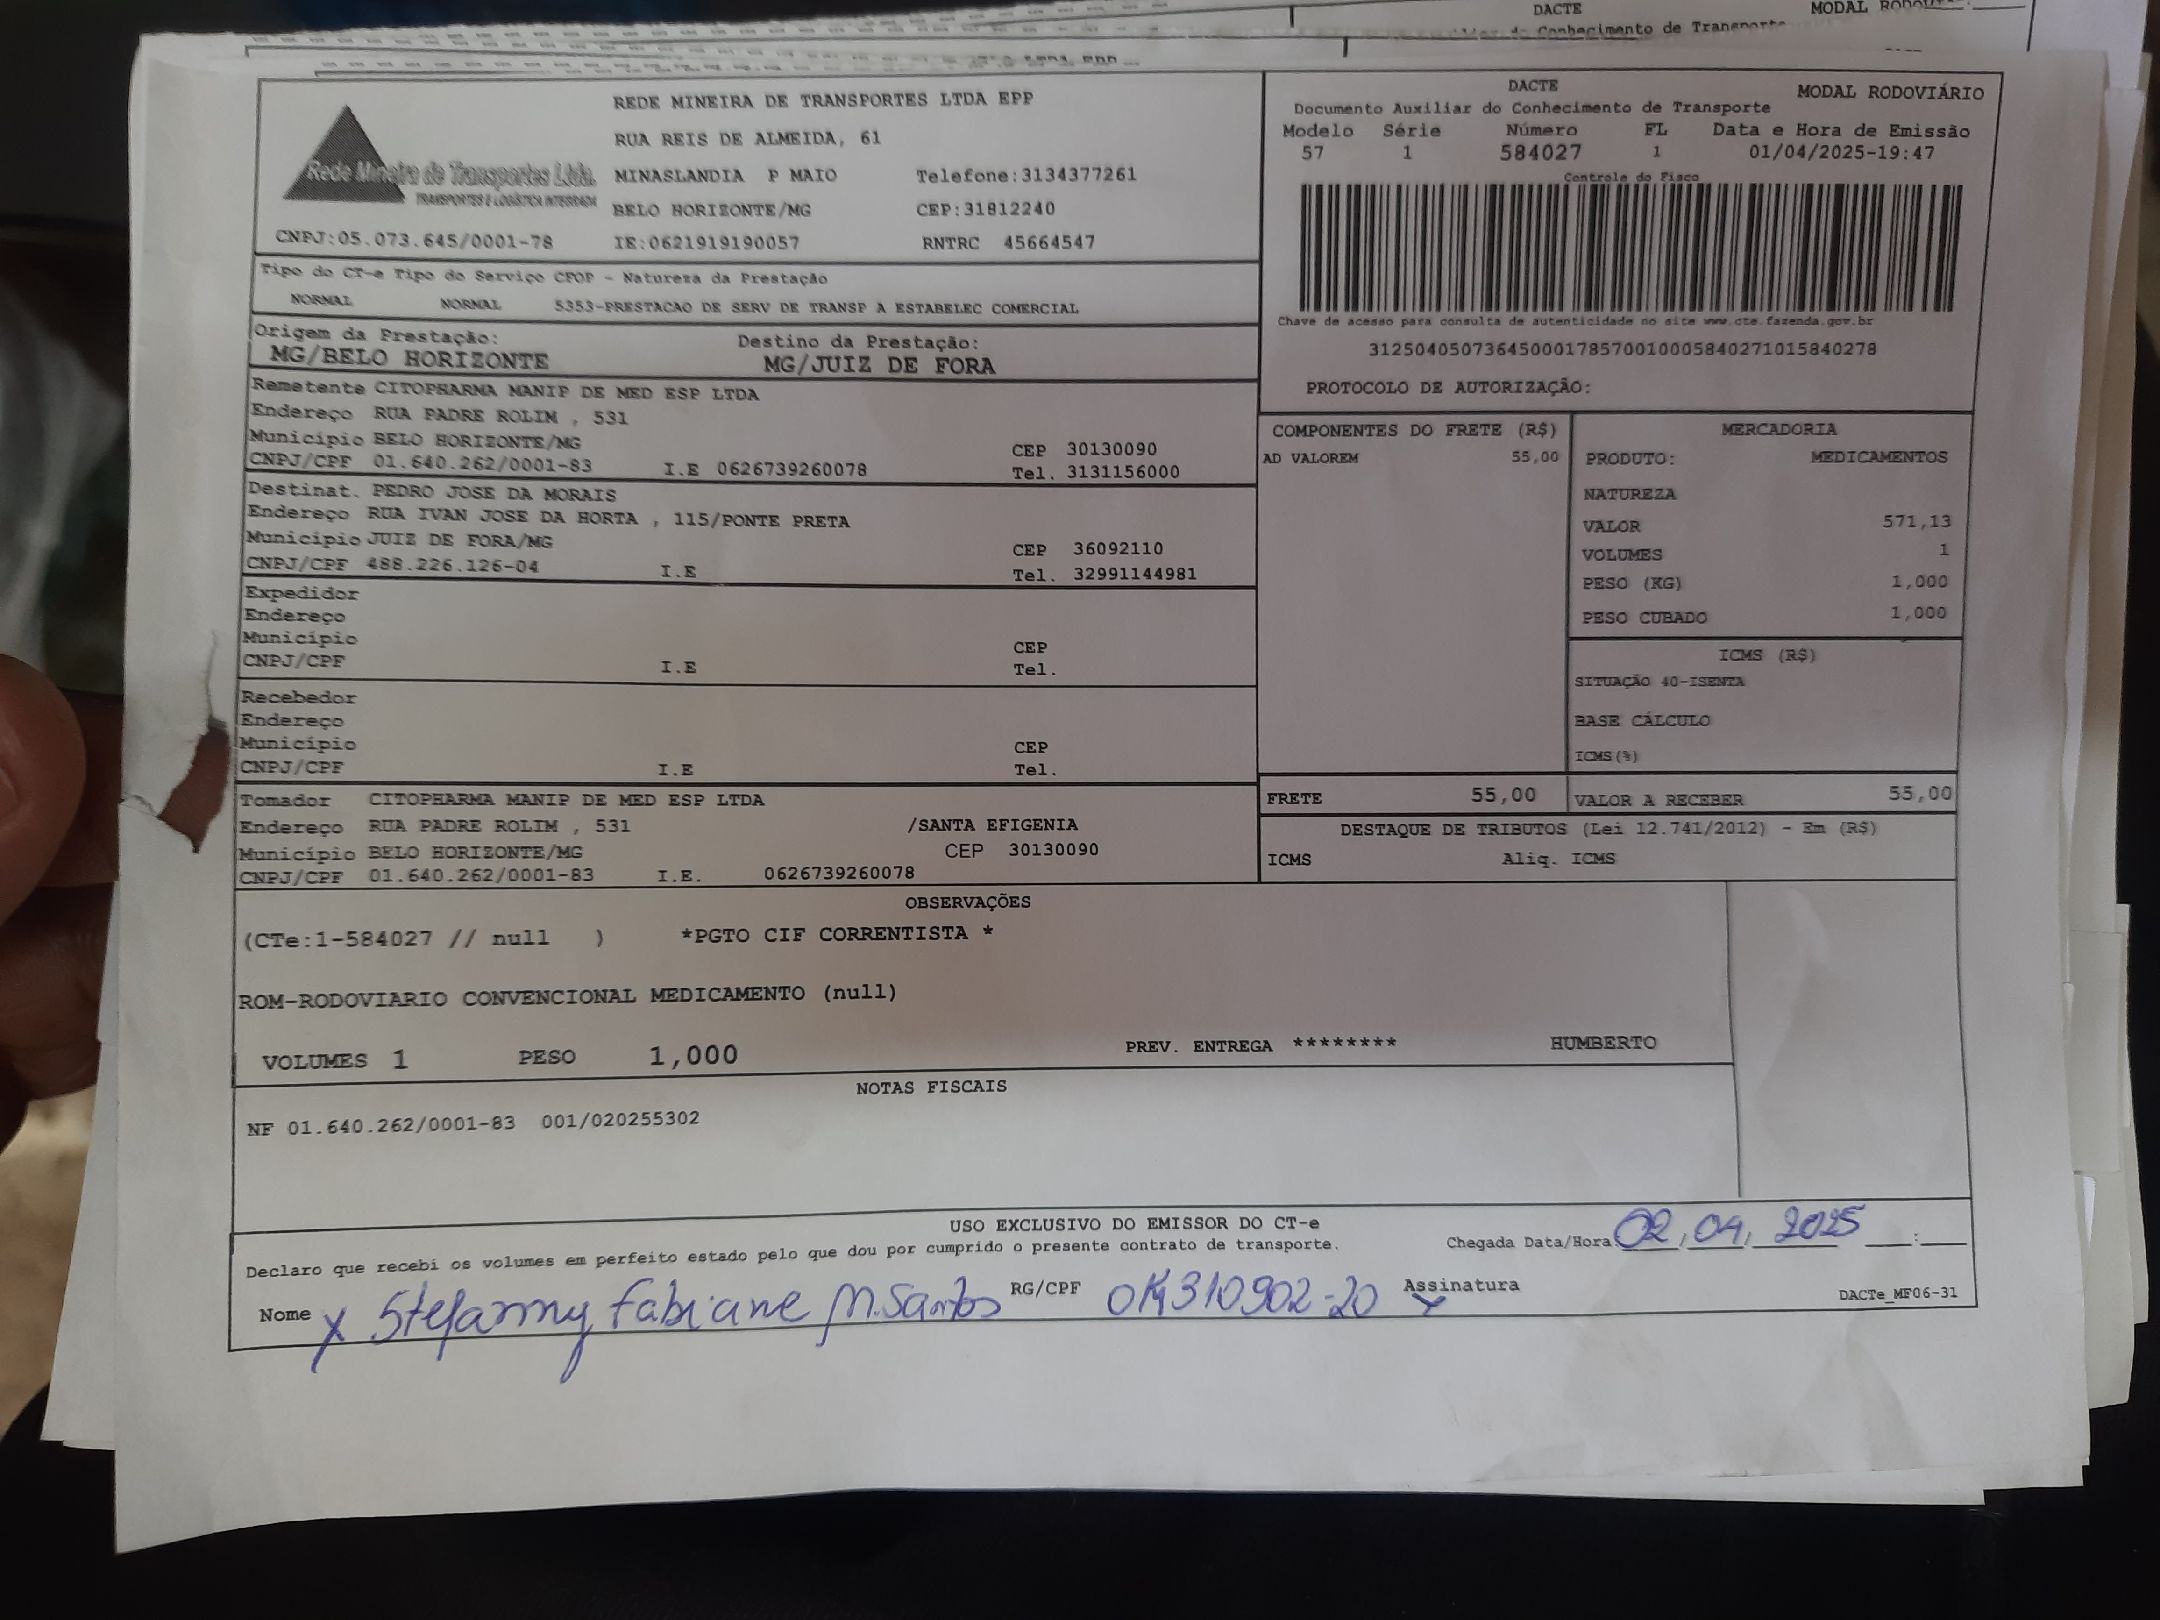 DACTE
MODAL
Conhecimento de Transporte
REDE MINEIRA DE TRANSPORTES LTDA EPP
RUA REIS DE ALMEIDA, 61
MINASLANDIA P MAIO Telefone:3134377261
BELO HORIZONTE/MG CEP:31812240
CNPJ:05.073.645/0001-78 IE:0621919190057 RNTRC 45664547
Rede Mineira de Transportes Ltda.
TRANSPORTES E LOGÍSTICA INTEGRADA
DACTE MODAL RODOVIÁRIO
Documento Auxiliar do Conhecimento de Transporte
Modelo Série Número FL Data e Hora de Emissão
57 1 584027 1 01/04/2025-19:47
Controle do Fisco
Chave de acesso para consulta de autenticidade no site www.cte.fazenda.gov.br
31250405073645000178570010005840271015840278
PROTOCOLO DE AUTORIZAÇÃO:
Tipo do CT-e Tipo do Serviço CFOP - Natureza da Prestação
NORMAL NORMAL 5353-PRESTACAO DE SERV DE TRANSP A ESTABELEC COMERCIAL
Origem da Prestação: Destino da Prestação:
MG/BELO HORIZONTE MG/JUIZ DE FORA
Remetente CITOPHARMA MANIP DE MED ESP LTDA
Endereço RUA PADRE ROLIM , 531
Município BELO HORIZONTE/MG CEP 30130090
CNPJ/CPF 01.640.262/0001-83 I.E 0626739260078 Tel. 3131156000
Destinat. PEDRO JOSE DA MORAIS
Endereço RUA IVAN JOSE DA HORTA , 115/PONTE PRETA
Município JUIZ DE FORA/MG CEP 36092110
CNPJ/CPF 488.226.126-04 I.E Tel. 32991144981
Expedidor
Endereço
Município CEP
CNPJ/CPF I.E Tel.
Recebedor
Endereço
Município CEP
CNPJ/CPF I.E Tel.
Tomador CITOPHARMA MANIP DE MED ESP LTDA
Endereço RUA PADRE ROLIM , 531 /SANTA EFIGENIA
Município BELO HORIZONTE/MG CEP 30130090
CNPJ/CPF 01.640.262/0001-83 I.E. 0626739260078
COMPONENTES DO FRETE (R$)
AD VALOREM 55,00
MERCADORIA
PRODUTO: MEDICAMENTOS
NATUREZA
VALOR 571,13
VOLUMES 1
PESO (KG) 1,000
PESO CUBADO 1,000
ICMS (R$)
SITUAÇÃO 40-ISENTA
BASE CÁLCULO
ICMS(%)
FRETE 55,00 VALOR A RECEBER 55,00
DESTAQUE DE TRIBUTOS (Lei 12.741/2012) - Em (R$)
ICMS Aliq. ICMS
OBSERVAÇÕES
(CTe:1-584027 // null ) *PGTO CIF CORRENTISTA *
ROM-RODOVIARIO CONVENCIONAL MEDICAMENTO (null)
VOLUMES 1 PESO 1,000 PREV. ENTREGA ******** HUMBERTO
NOTAS FISCAIS
NF 01.640.262/0001-83 001/020255302
USO EXCLUSIVO DO EMISSOR DO CT-e
Declaro que recebi os volumes em perfeito estado pelo que dou por cumprido o presente contrato de transporte. Chegada Data/Hora 02,04, 2025 :
Nome x Stefanny Fabiane M.Santos RG/CPF 014310902-20 Assinatura x
DACTe_MF06-31